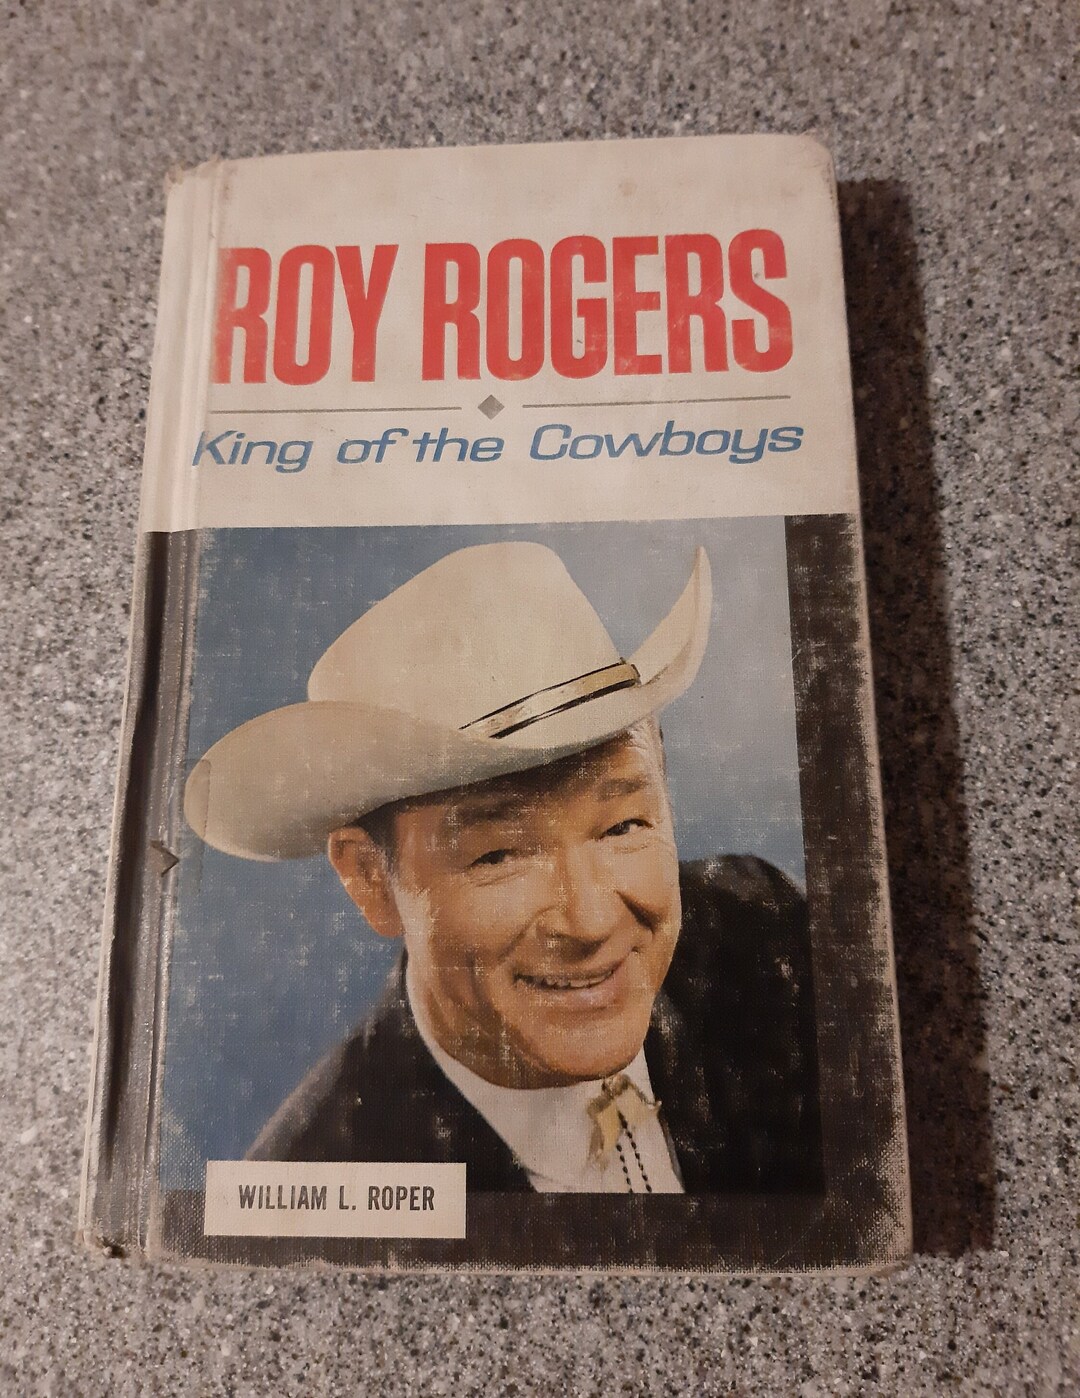 ROY ROGERS
King of the Cowboys
WILLIAM L. ROPER